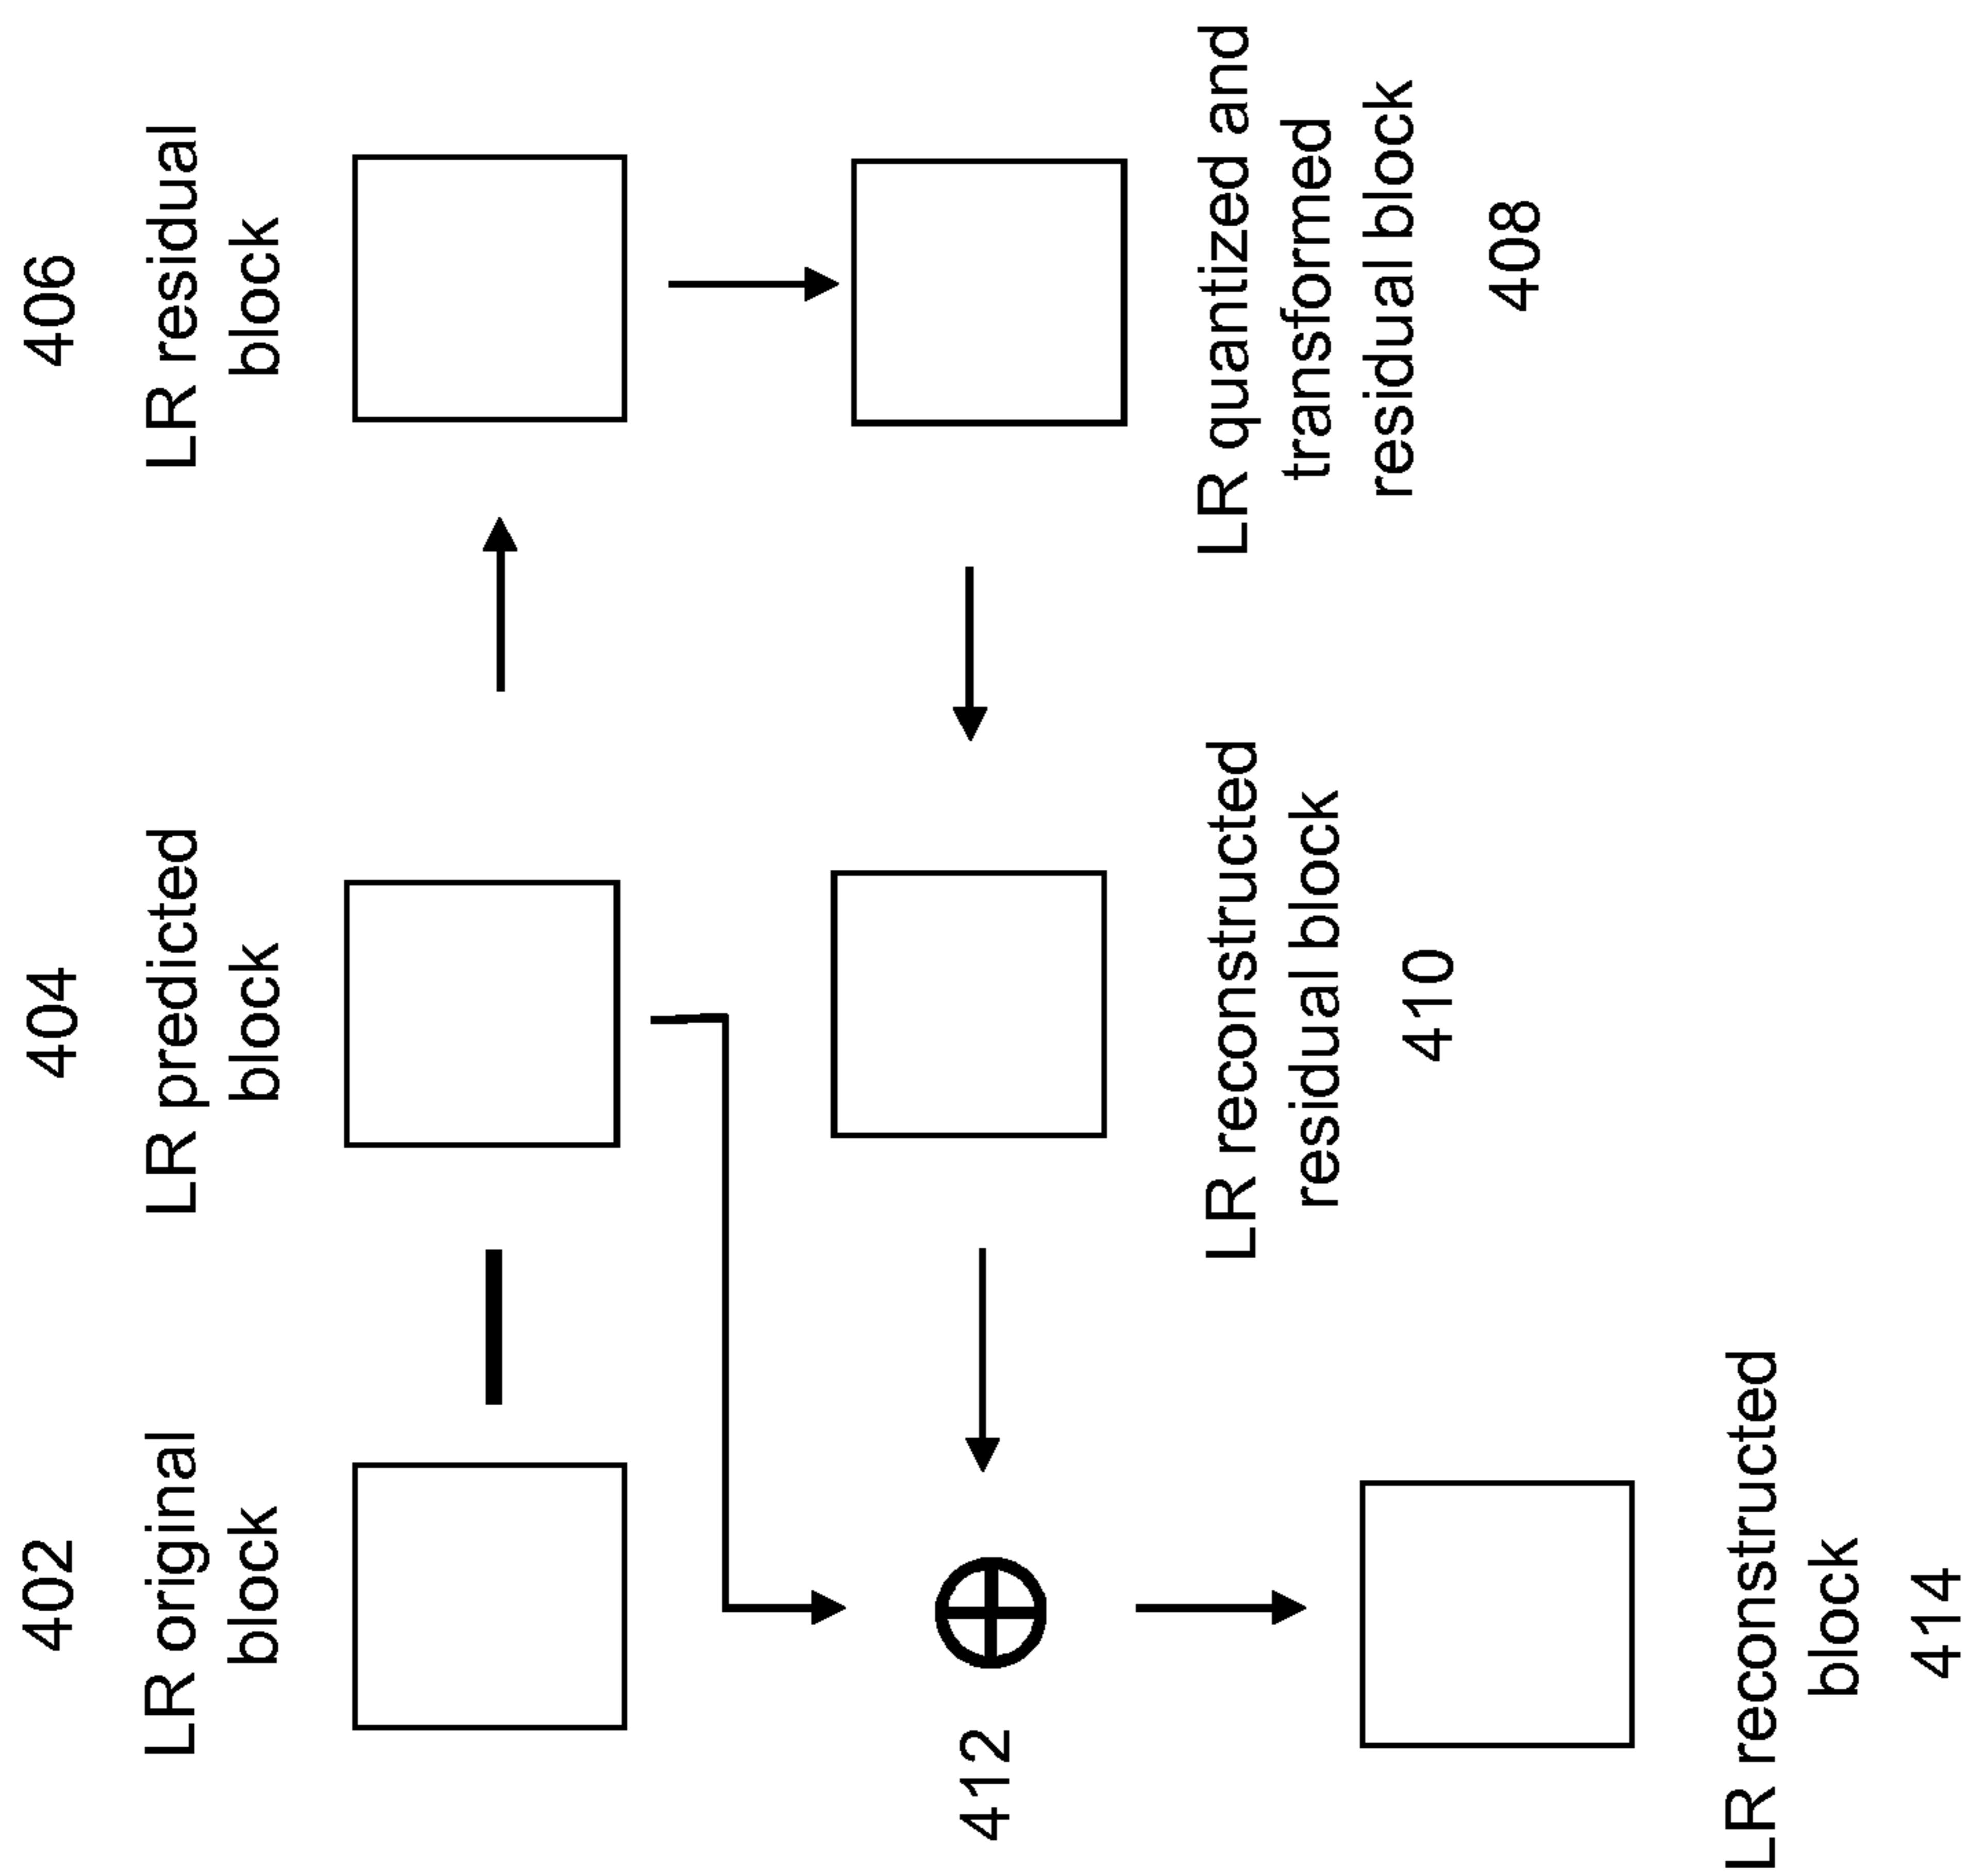 402
LR original
block
404
LR predicted
block
406
LR residual
block
412
LR reconstructed
residual block
410
LR quantized and
transformed
residual block
408
LR reconstructed
block
414